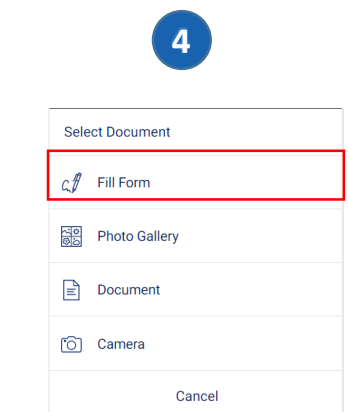 4
Select Document
Fill Form
Photo Gallery
Document
Camera
Cancel